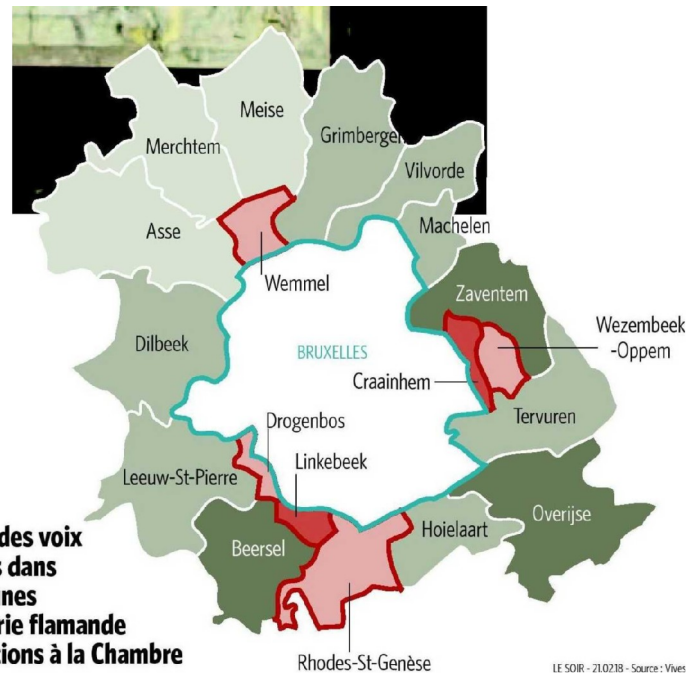 Meise
Grimbergen
Merchtem
Vilvorde
Asse
Machelen
Wemmel
Zaventem
Wezembeek
-Oppem
Dilbeek
BRUXELLES
Craainhem
Tervuren
Drogenbos
Linkebeek
Leeuw-St-Pierre
Hoielaart
Overijse
Beersel
des voix
s dans
unes
rie flamande
tions à la Chambre
Rhodes-St-Genèse
LE SOIR - 21.02.18 - Source : Vives